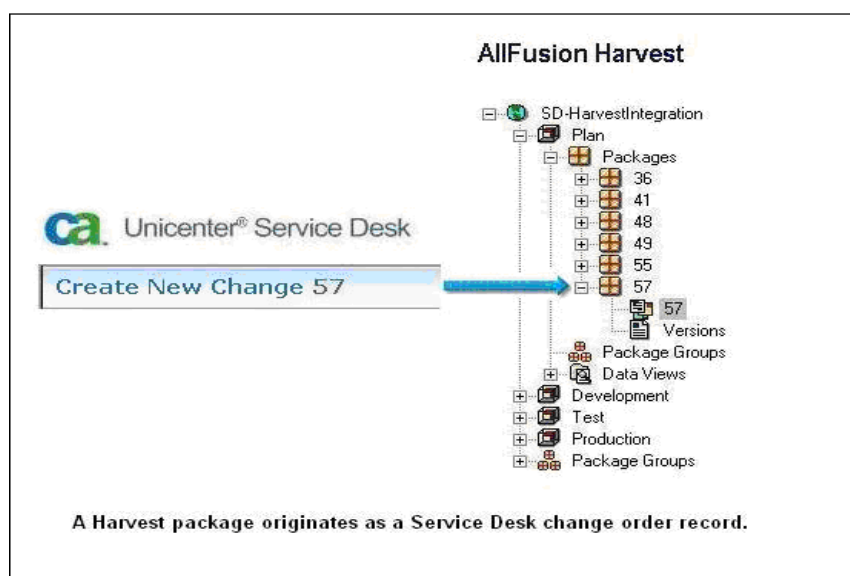 AllFusion Harvest
SD-HarvestIntegration
Plan
Packages
36
41
48
49
55
57
57
Versions
Package Groups
Data Views
Development
Test
Production
Package Groups
ca. Unicenter® Service Desk
Create New Change 57
A Harvest package originates as a Service Desk change order record.